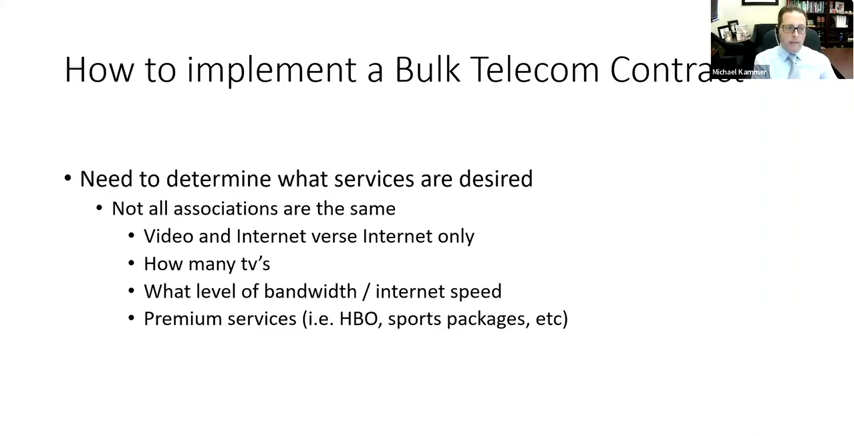 How to implement a Bulk Telecom Contract
Michael Kammer
• Need to determine what services are desired
• Not all associations are the same
• Video and Internet verse Internet only
• How many tv’s
• What level of bandwidth / internet speed
• Premium services (i.e. HBO, sports packages, etc)